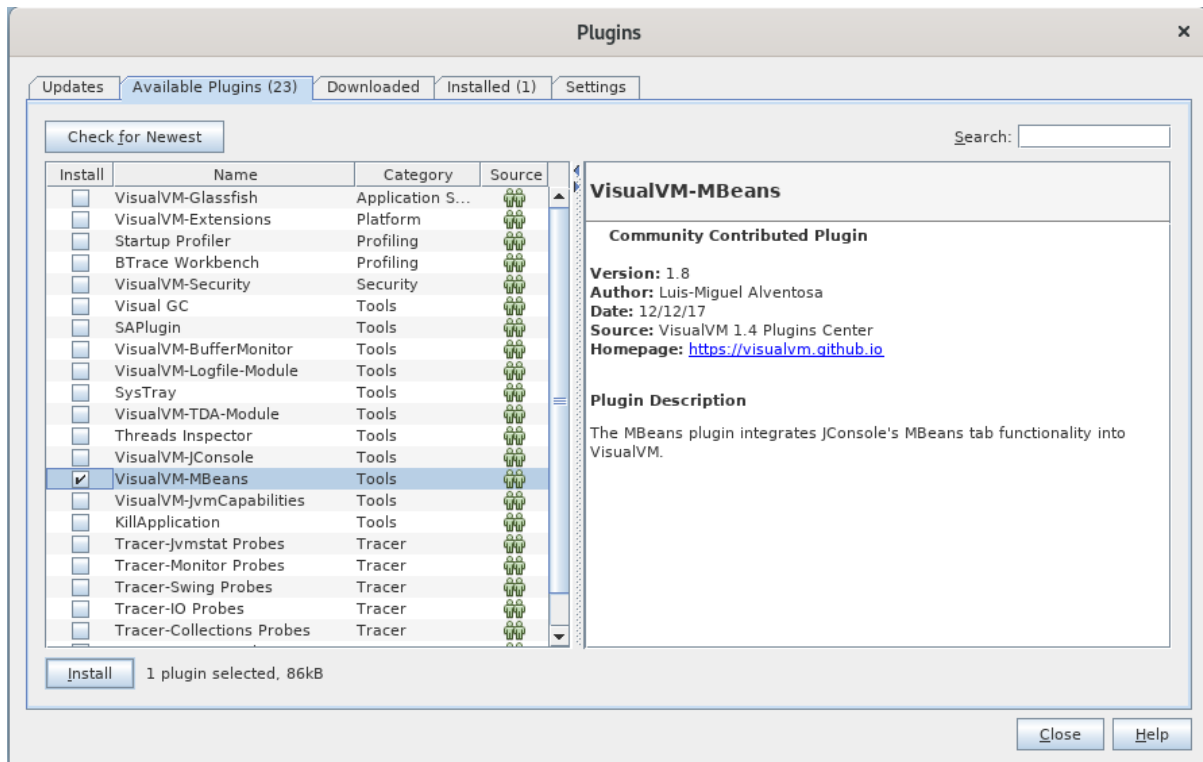 Plugins
Updates Available Plugins (23) Downloaded Installed (1) Settings
Check for Newest Search:
Install Name Category Source
VisualVM-Glassfish Application S...
VisualVM-Extensions Platform
Startup Profiler Profiling
BTrace Workbench Profiling
VisualVM-Security Security
Visual GC Tools
SAPlugin Tools
VisualVM-BufferMonitor Tools
VisualVM-Logfile-Module Tools
SysTray Tools
VisualVM-TDA-Module Tools
Threads Inspector Tools
VisualVM-JConsole Tools
VisualVM-MBeans Tools
VisualVM-JvmCapabilities Tools
KillApplication Tools
Tracer-Jvmstat Probes Tracer
Tracer-Monitor Probes Tracer
Tracer-Swing Probes Tracer
Tracer-IO Probes Tracer
Tracer-Collections Probes Tracer
VisualVM-MBeans
Community Contributed Plugin
Version: 1.8
Author: Luis-Miguel Alventosa
Date: 12/12/17
Source: VisualVM 1.4 Plugins Center
Homepage: https://visualvm.github.io
Plugin Description
The MBeans plugin integrates JConsole's MBeans tab functionality into
VisualVM.
Install 1 plugin selected, 86kB
Close Help